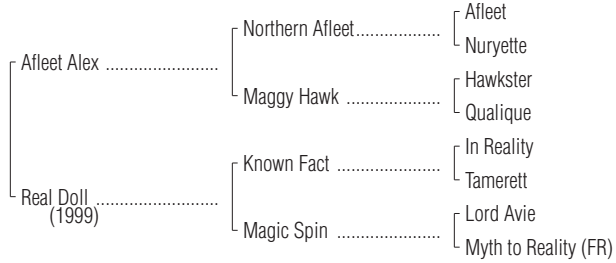 Afleet
Northern Afleet..................
Nuryette
Afleet Alex ........................
Hawkster
Maggy Hawk ....................
Qualique
In Reality
Known Fact ......................
Tamerett
Real Doll ..........................
(1999)
Lord Avie
Magic Spin ......................
Myth to Reality (FR)